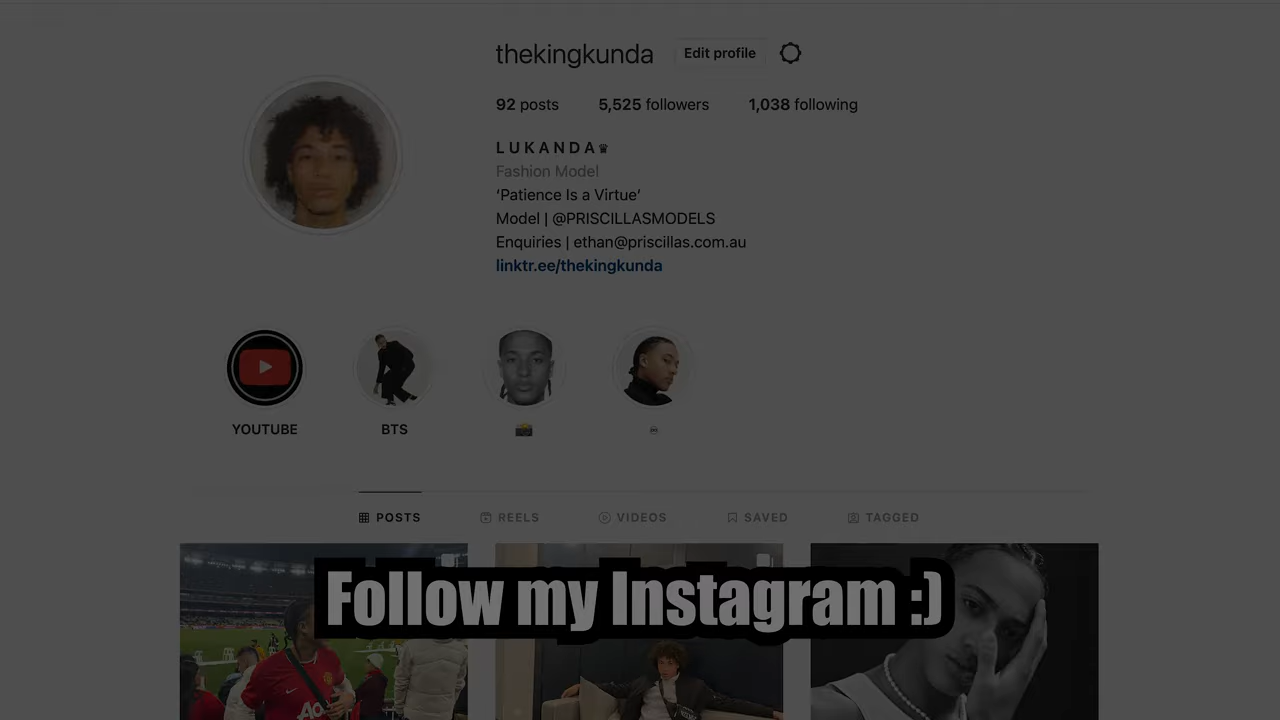 thekingkunda Edit profile
92 posts 5,525 followers 1,038 following
L U K A N D A ♛
Fashion Model
‘Patience Is a Virtue’
Model | @PRISCILLASMODELS
Enquiries | ethan@priscillas.com.au
linktr.ee/thekingkunda
YOUTUBE BTS 📸
POSTS REELS VIDEOS SAVED TAGGED
Follow my Instagram :)